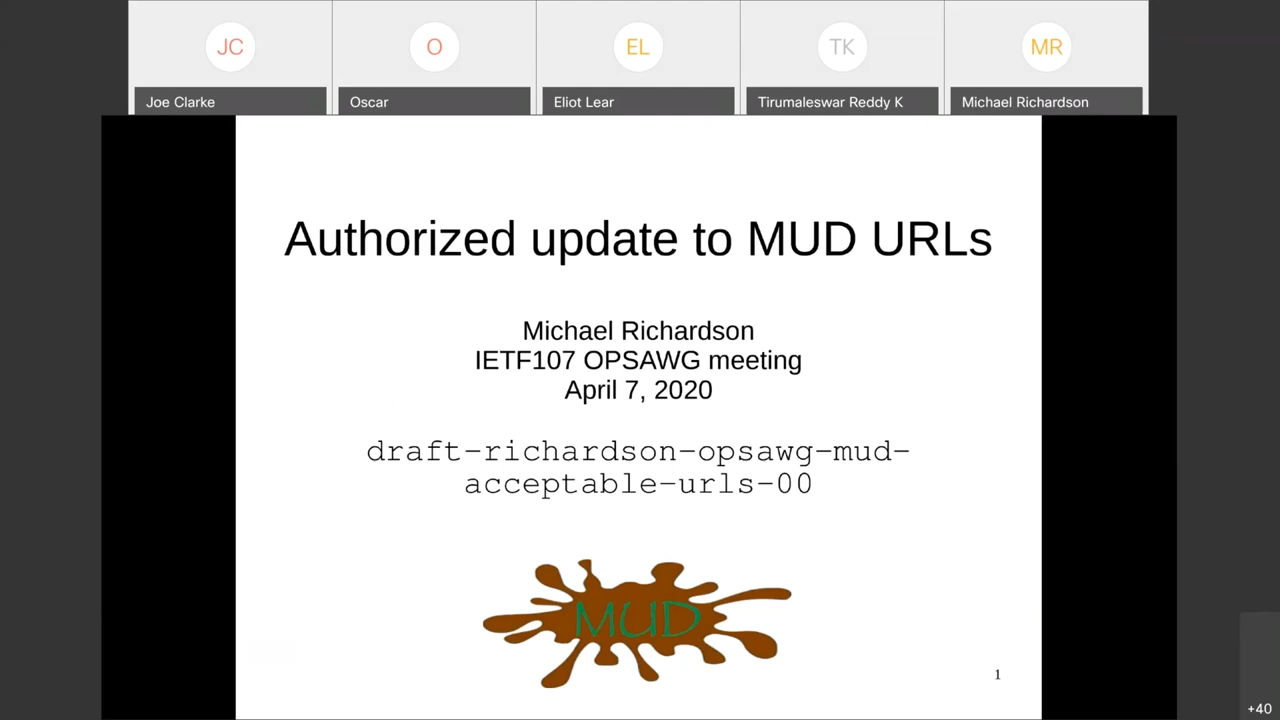 JC
O
EL
TK
MR
Joe Clarke
Oscar
Eliot Lear
Tirumaleswar Reddy K
Michael Richardson
Authorized update to MUD URLs
Michael Richardson
IETF107 OPSAWG meeting
April 7, 2020
draft-richardson-opsawg-mud-
acceptable-urls-00
MUD
1
+40